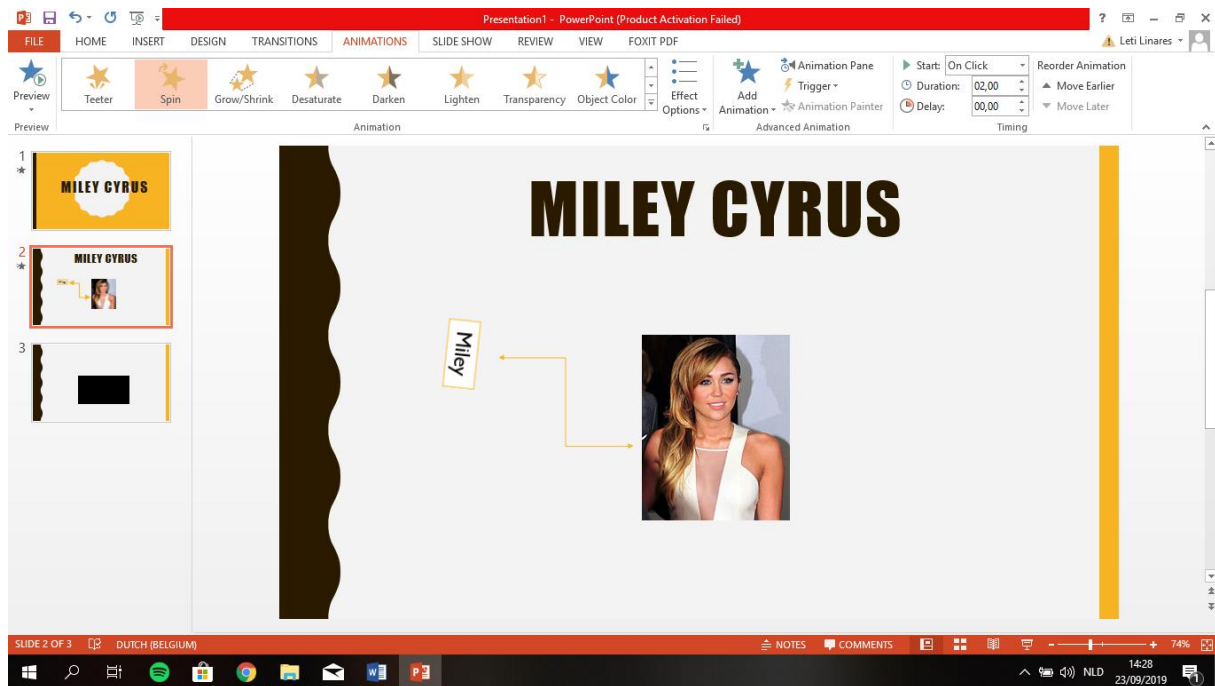 Presentation1 - PowerPoint (Product Activation Failed)
FILE HOME INSERT DESIGN TRANSITIONS ANIMATIONS SLIDE SHOW REVIEW VIEW FOXIT PDF Leti Linares
Preview Teeter Spin Grow/Shrink Desaturate Darken Lighten Transparency Object Color Effect Options Add Animation
Animation Pane
Trigger
Animation Painter
Start: On Click
Duration: 02,00
Delay: 00,00
Reorder Animation
Move Earlier
Move Later
Preview Animation Advanced Animation Timing
1
MILEY CYRUS
2
MILEY CYRUS
3
MILEY CYRUS
Miley
SLIDE 2 OF 3 DUTCH (BELGIUM) NOTES COMMENTS 74%
NLD 14:28
23/09/2019 1